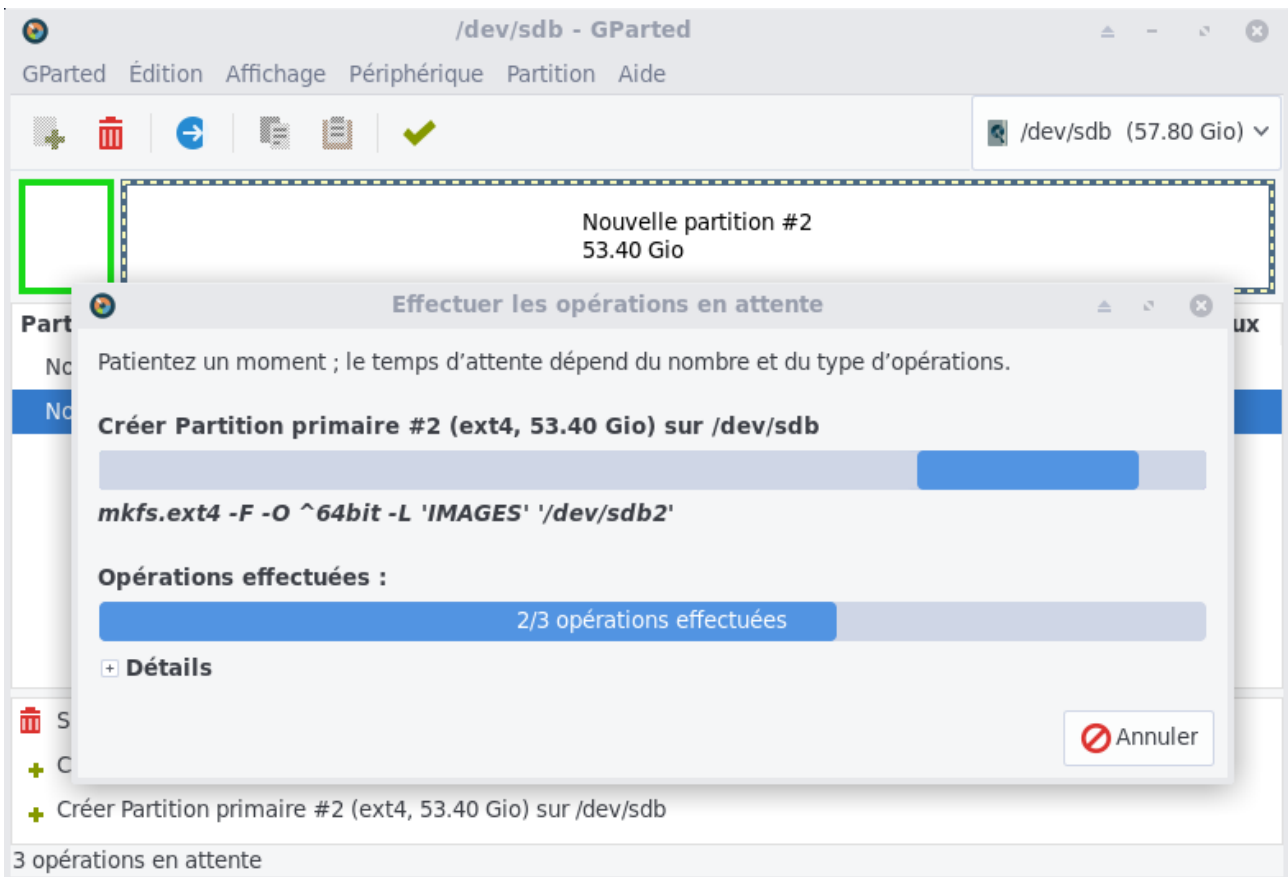 /dev/sdb - GParted
GParted Édition Affichage Périphérique Partition Aide
/dev/sdb (57.80 Gio)
Nouvelle partition #2
53.40 Gio
Effectuer les opérations en attente
Patientez un moment ; le temps d’attente dépend du nombre et du type d’opérations.
Créer Partition primaire #2 (ext4, 53.40 Gio) sur /dev/sdb
mkfs.ext4 -F -O ^64bit -L 'IMAGES' '/dev/sdb2'
Opérations effectuées :
2/3 opérations effectuées
Détails
Annuler
Créer Partition primaire #2 (ext4, 53.40 Gio) sur /dev/sdb
3 opérations en attente